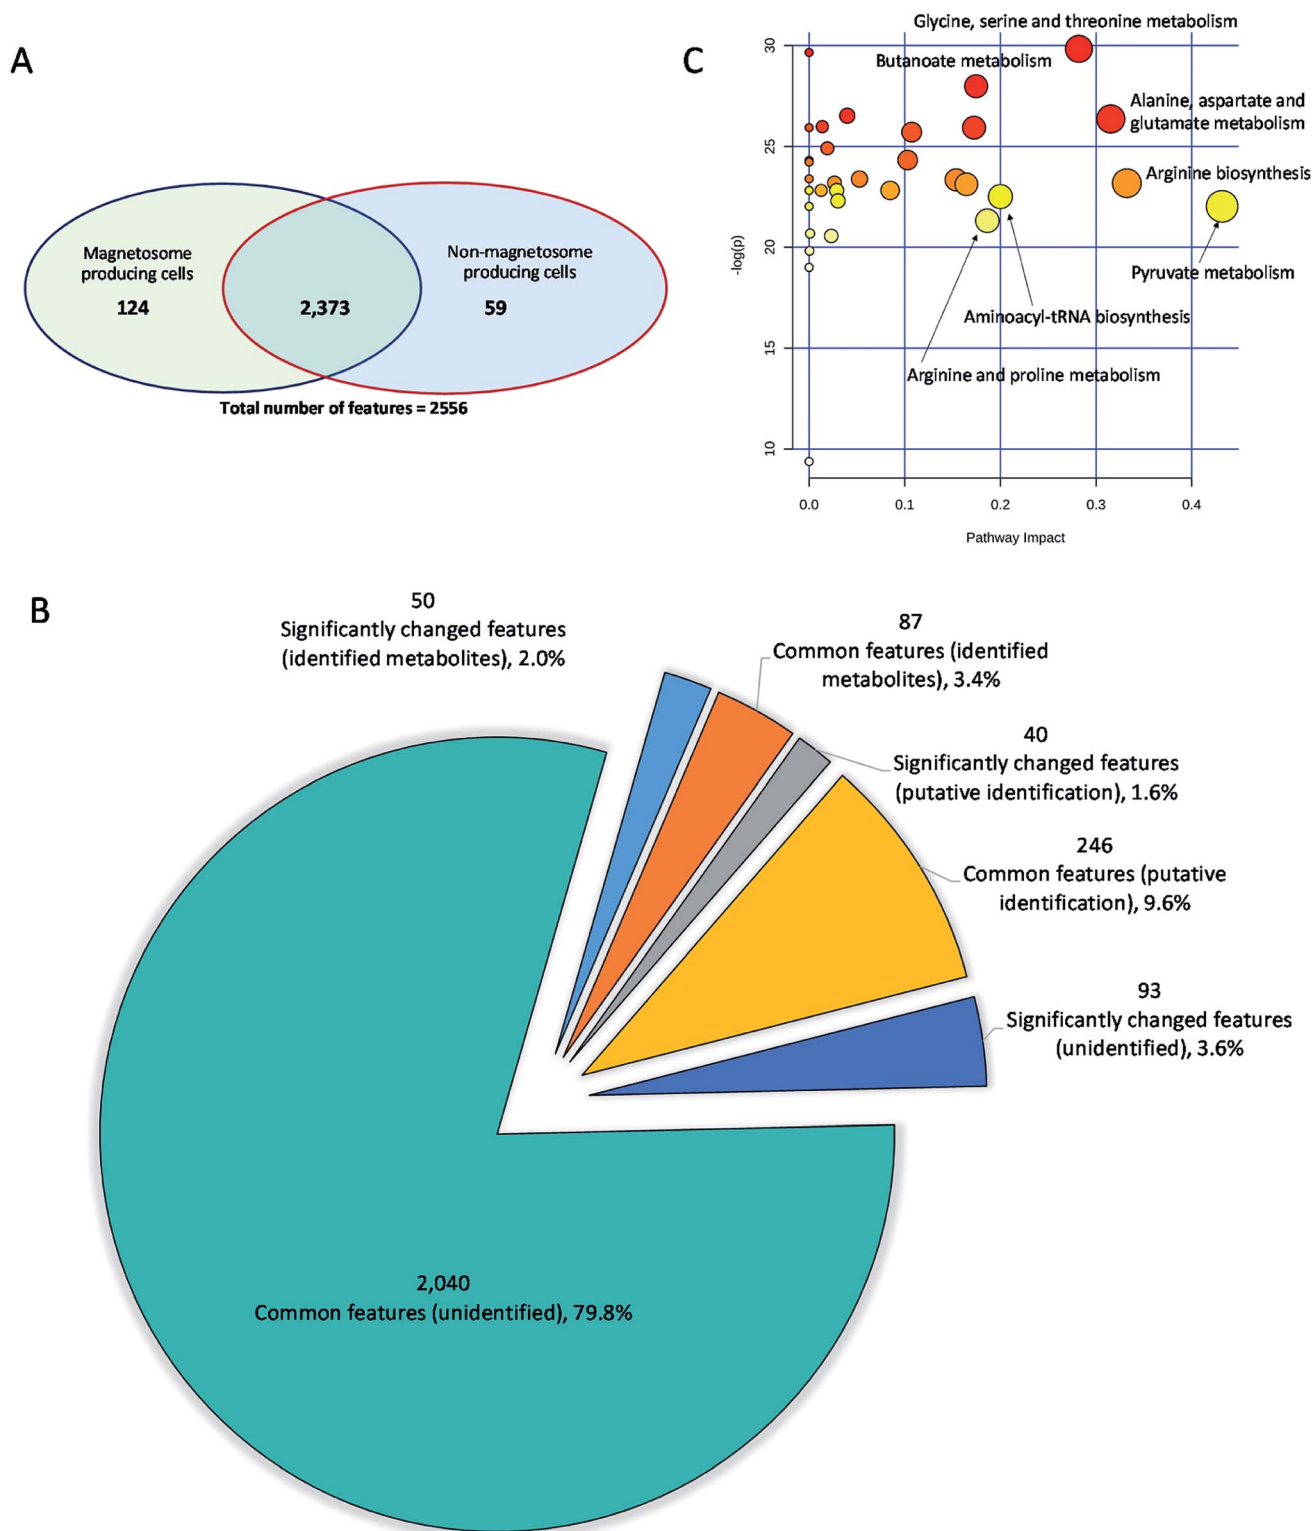 A
Magnetosome
producing cells
124
2,373
Non-magnetosome
producing cells
59
Total number of features = 2556
C
Glycine, serine and threonine metabolism
Butanoate metabolism
Alanine, aspartate and
glutamate metabolism
Arginine biosynthesis
Pyruvate metabolism
Aminoacyl-tRNA biosynthesis
Arginine and proline metabolism
-log(p)
30
25
20
15
10
0.0
0.1
0.2
0.3
0.4
Pathway Impact
B
50
Significantly changed features
(identified metabolites), 2.0%
87
Common features (identified
metabolites), 3.4%
40
Significantly changed features
(putative identification), 1.6%
246
Common features (putative
identification), 9.6%
93
Significantly changed features
(unidentified), 3.6%
2,040
Common features (unidentified), 79.8%